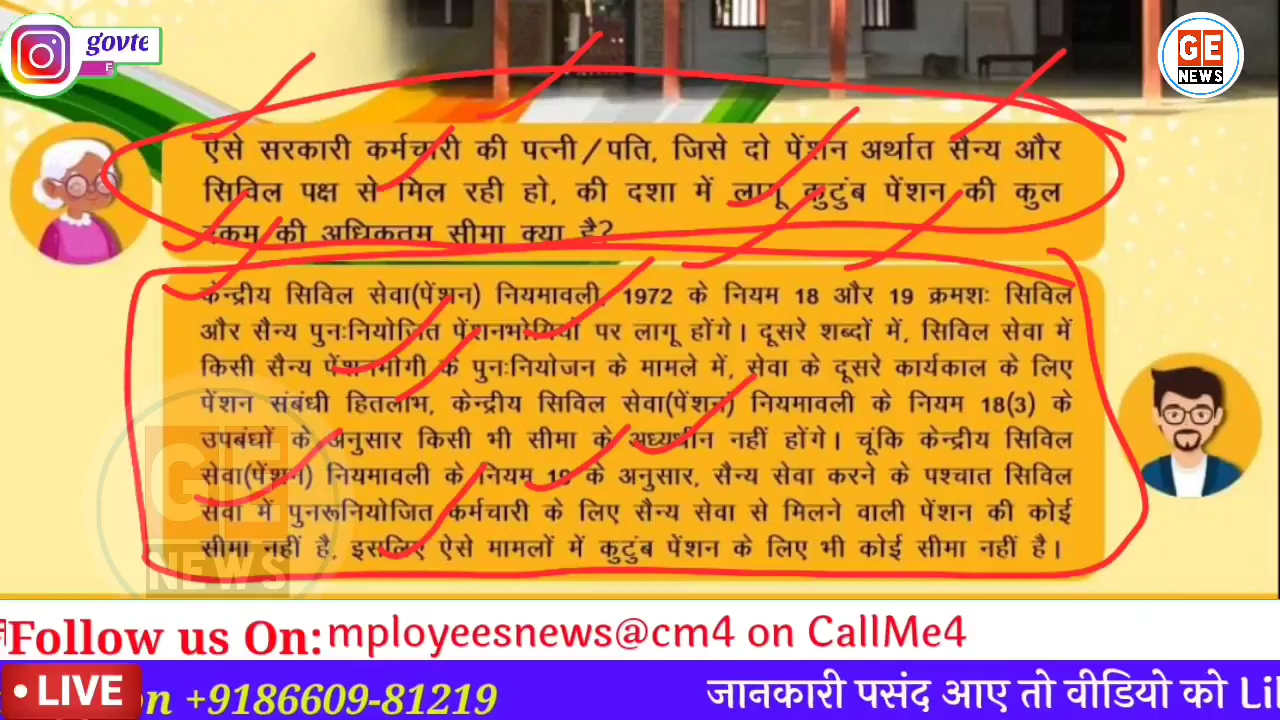 govte
F
GE
NEWS
ऐसे सरकारी कर्मचारी की पत्नी/पति, जिसे दो पेंशन अर्थात सैन्य और
सिविल पक्ष से मिल रही हो, की दशा में लागू कुटुंब पेंशन की कुल
रकम की अधिकतम सीमा क्या है?
केन्द्रीय सिविल सेवा(पेंशन) नियमावली, 1972 के नियम 18 और 19 क्रमशः सिविल
और सैन्य पुनःनियोजित पेंशनभोगियों पर लागू होंगे। दूसरे शब्दों में, सिविल सेवा में
किसी सैन्य पेंशनभोगी के पुनःनियोजन के मामले में, सेवा के दूसरे कार्यकाल के लिए
पेंशन संबंधी हितलाभ, केन्द्रीय सिविल सेवा(पेंशन) नियमावली के नियम 18(3) के
उपबंधों के अनुसार किसी भी सीमा के अध्यधीन नहीं होंगे। चूंकि केन्द्रीय सिविल
सेवा(पेंशन) नियमावली के नियम 19 के अनुसार, सैन्य सेवा करने के पश्चात सिविल
सेवा में पुनरूनियोजित कर्मचारी के लिए सैन्य सेवा से मिलने वाली पेंशन की कोई
सीमा नहीं है, इसलिए ऐसे मामलों में कुटुंब पेंशन के लिए भी कोई सीमा नहीं है।
GE
NEWS
Follow us On: mployeesnews@cm4 on CallMe4
• LIVE on +9186609-81219 जानकारी पसंद आए तो वीडियो को Li